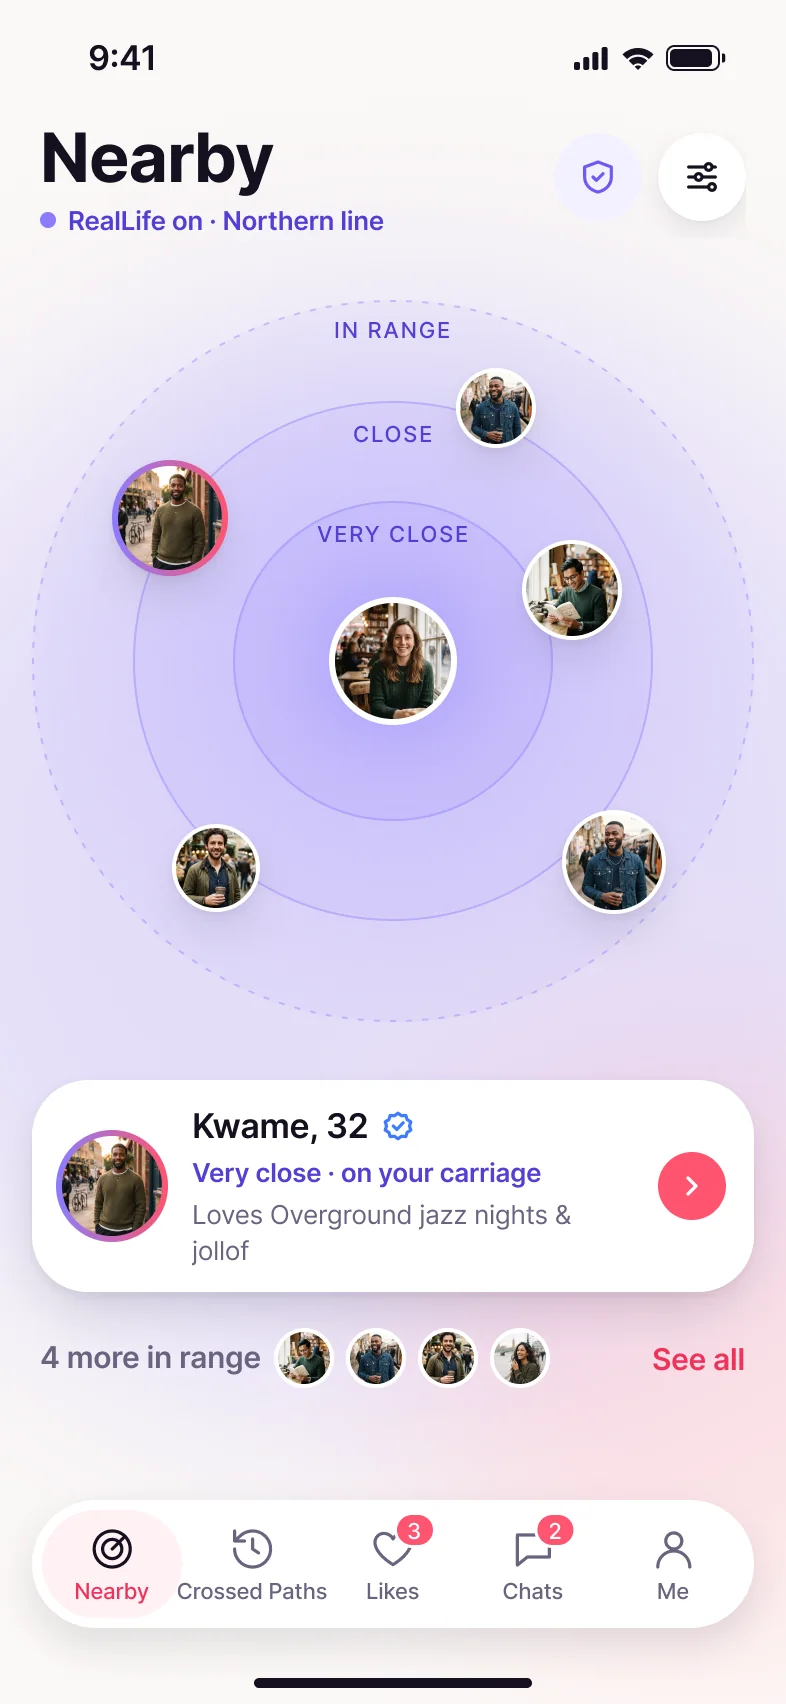 9:41
Nearby
RealLife on · Northern line
IN RANGE
CLOSE
VERY CLOSE
Kwame, 32
Very close · on your carriage
Loves Overground jazz nights &
jollof
4 more in range
See all
3
2
Nearby
Crossed Paths
Likes
Chats
Me